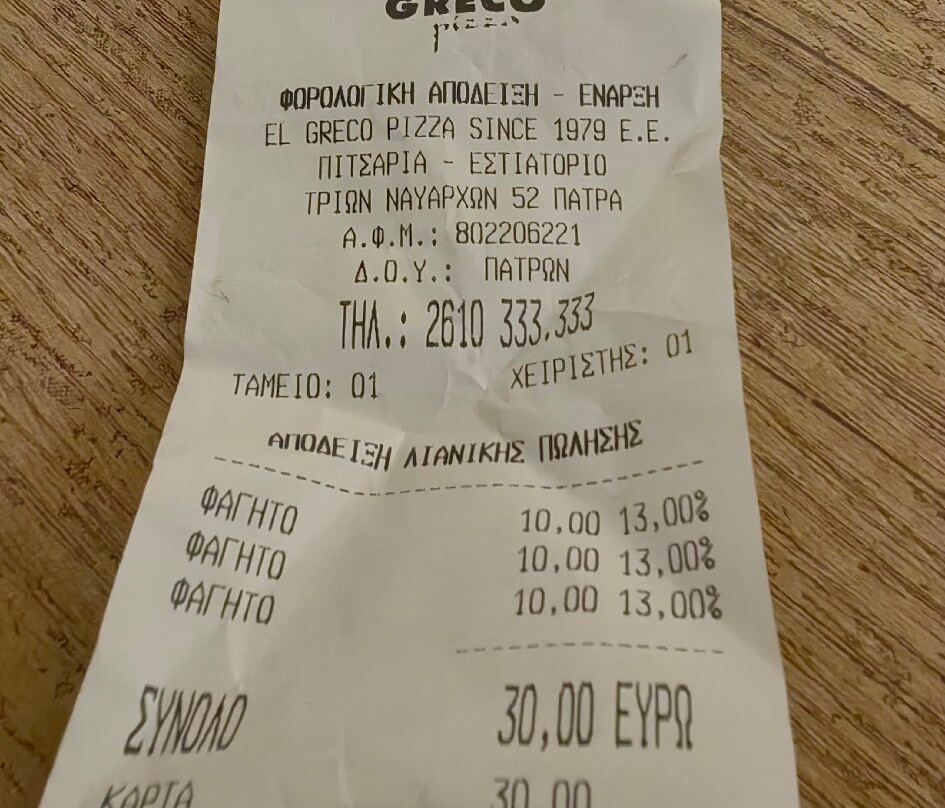 GRECO
pizza
ΦΟΡΟΛΟΓΙΚΗ ΑΠΟΔΕΙΞΗ - ΕΝΑΡΞΗ
EL GRECO PIZZA SINCE 1979 E.E.
ΠΙΤΣΑΡΙΑ - ΕΣΤΙΑΤΟΡΙΟ
ΤΡΙΩΝ ΝΑΥΑΡΧΩΝ 52 ΠΑΤΡΑ
Α.Φ.Μ.: 802206221
Δ.Ο.Υ.: ΠΑΤΡΩΝ
ΤΗΛ.: 2610 333.333
ΤΑΜΕΙΟ: 01 ΧΕΙΡΙΣΤΗΣ: 01
ΑΠΟΔΕΙΞΗ ΛΙΑΝΙΚΗΣ ΠΩΛΗΣΗΣ
ΦΑΓΗΤΟ 10,00 13,00%
ΦΑΓΗΤΟ 10,00 13,00%
ΦΑΓΗΤΟ 10,00 13,00%
ΣΥΝΟΛΟ 30,00 ΕΥΡΩ
ΚΑΡΤΑ 30,00